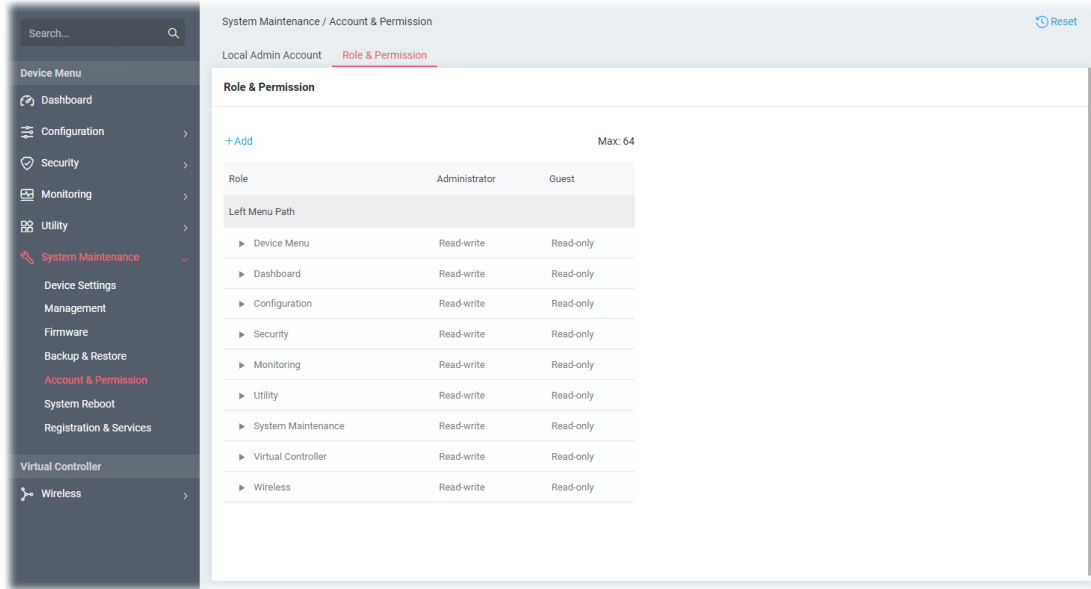 Search...
Device Menu
Dashboard
Configuration
Security
Monitoring
Utility
System Maintenance
Device Settings
Management
Firmware
Backup & Restore
Account & Permission
System Reboot
Registration & Services
Virtual Controller
Wireless
System Maintenance / Account & Permission
Reset
Local Admin Account Role & Permission
Role & Permission
+Add Max: 64
Role Administrator Guest
Left Menu Path
Device Menu Read-write Read-only
Dashboard Read-write Read-only
Configuration Read-write Read-only
Security Read-write Read-only
Monitoring Read-write Read-only
Utility Read-write Read-only
System Maintenance Read-write Read-only
Virtual Controller Read-write Read-only
Wireless Read-write Read-only